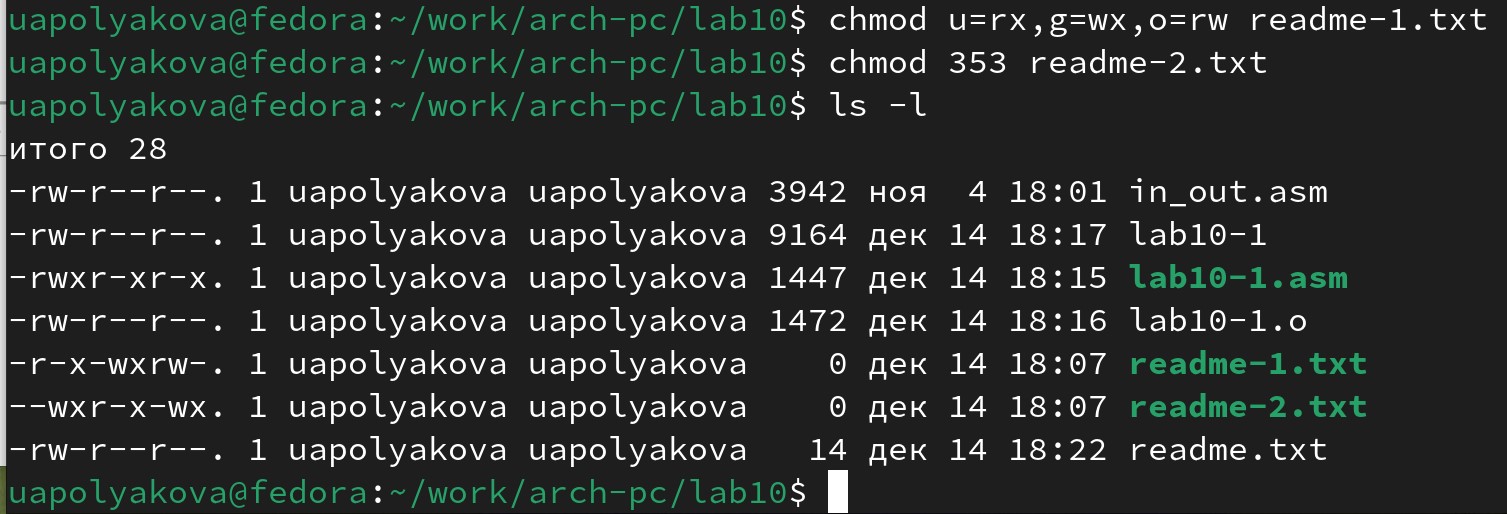 uapolyakova@fedora:~/work/arch-pc/lab10$ chmod u=rx,g=wx,o=rw readme-1.txt
uapolyakova@fedora:~/work/arch-pc/lab10$ chmod 353 readme-2.txt
uapolyakova@fedora:~/work/arch-pc/lab10$ ls -l
итого 28
-rw-r--r--. 1 uapolyakova uapolyakova 3942 ноя  4 18:01 in_out.asm
-rw-r--r--. 1 uapolyakova uapolyakova 9164 дек 14 18:17 lab10-1
-rwxr-xr-x. 1 uapolyakova uapolyakova 1447 дек 14 18:15 lab10-1.asm
-rw-r--r--. 1 uapolyakova uapolyakova 1472 дек 14 18:16 lab10-1.o
-r-x-wxrw-. 1 uapolyakova uapolyakova    0 дек 14 18:07 readme-1.txt
--wxr-x-wx. 1 uapolyakova uapolyakova    0 дек 14 18:07 readme-2.txt
-rw-r--r--. 1 uapolyakova uapolyakova   14 дек 14 18:22 readme.txt
uapolyakova@fedora:~/work/arch-pc/lab10$